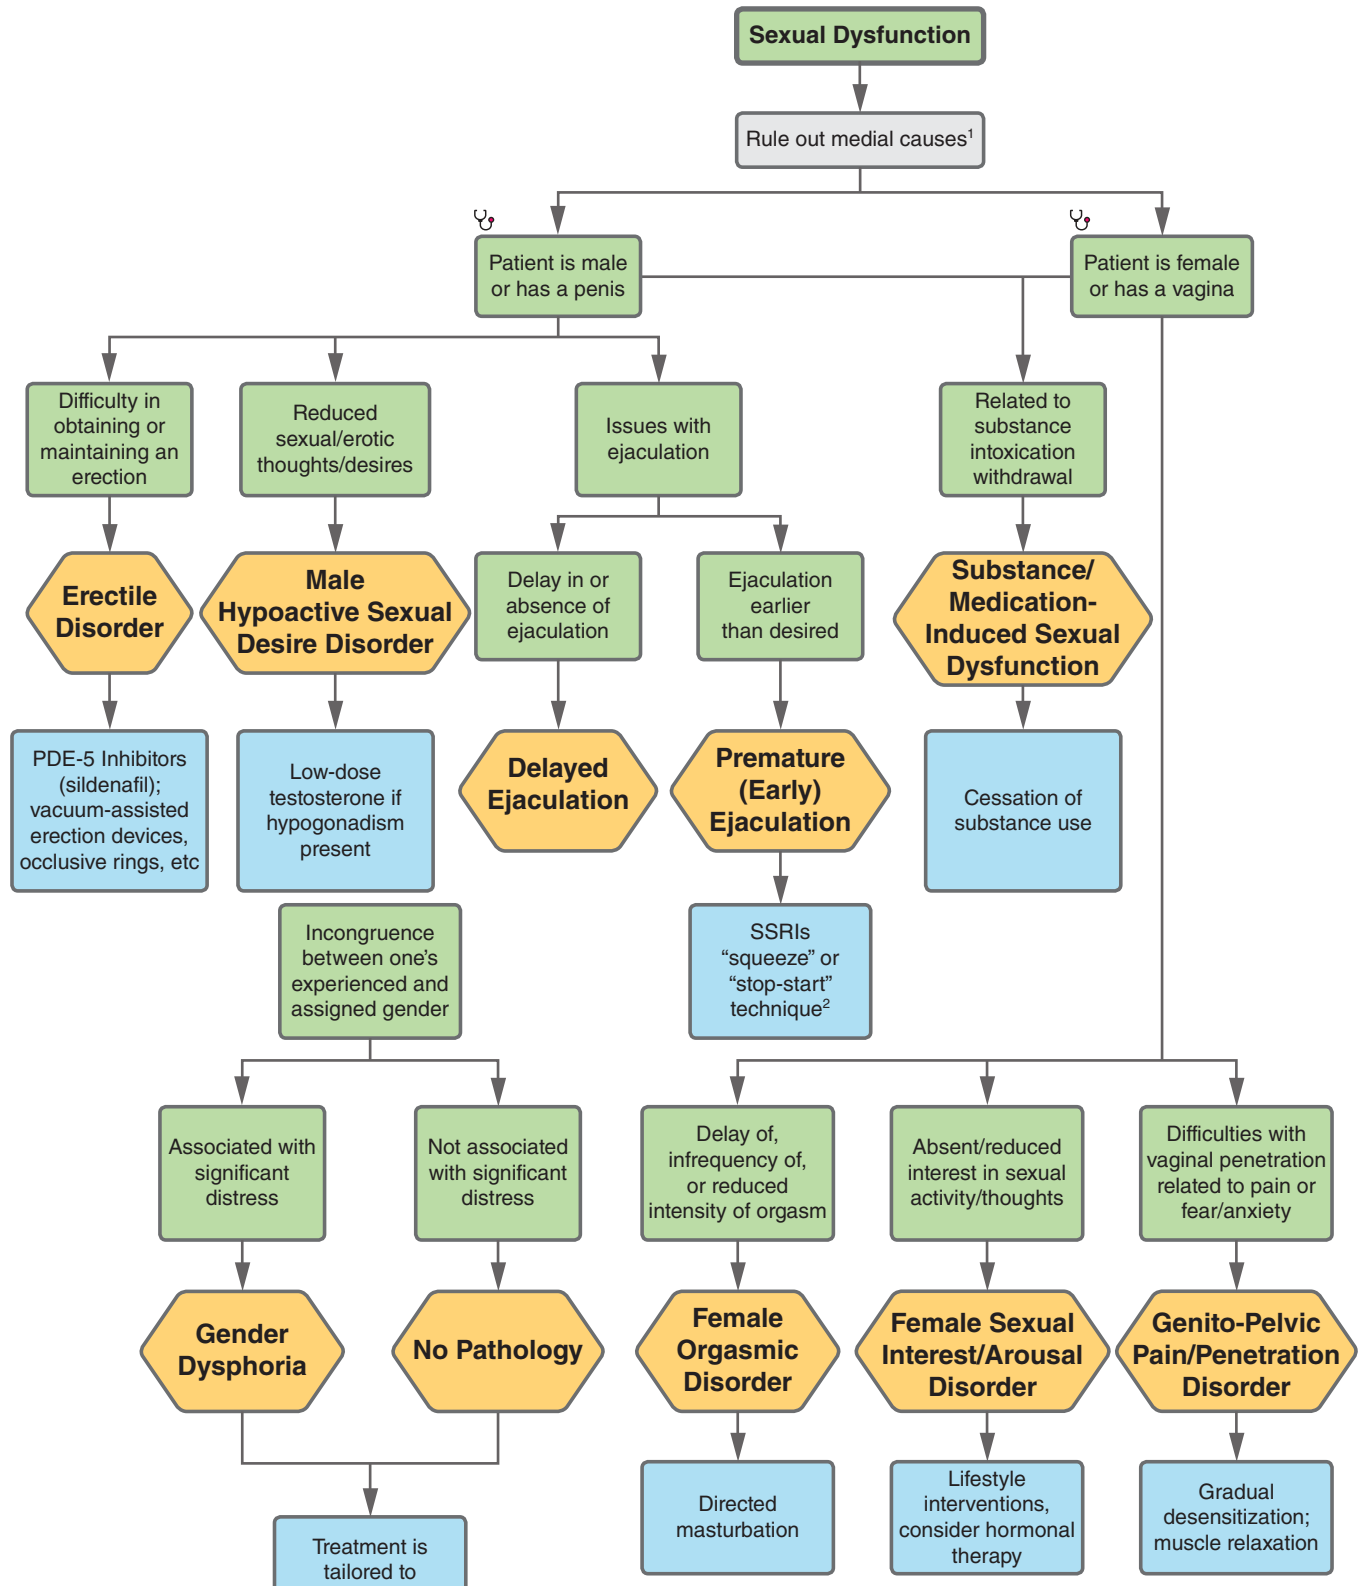 Sexual Dysfunction
Rule out medial causes1
Patient is male
or has a penis
Patient is female
or has a vagina
Difficulty in
obtaining or
maintaining an
erection
Reduced
sexual/erotic
thoughts/desires
Issues with
ejaculation
Related to
substance
intoxication
withdrawal
Erectile
Disorder
Male
Hypoactive Sexual
Desire Disorder
Delay in or
absence of
ejaculation
Ejaculation
earlier
than desired
Substance/
Medication-
Induced Sexual
Dysfunction
PDE-5 Inhibitors
(sildenafil);
vacuum-assisted
erection devices,
occlusive rings, etc
Low-dose
testosterone if
hypogonadism
present
Delayed
Ejaculation
Premature
(Early)
Ejaculation
Cessation of
substance use
Incongruence
between one’s
experienced and
assigned gender
SSRIs
“squeeze” or
“stop-start”
technique2
Associated with
significant
distress
Not associated
with significant
distress
Delay of,
infrequency of,
or reduced
intensity of orgasm
Absent/reduced
interest in sexual
activity/thoughts
Difficulties with
vaginal penetration
related to pain or
fear/anxiety
Gender
Dysphoria
No Pathology
Female
Orgasmic
Disorder
Female Sexual
Interest/Arousal
Disorder
Genito-Pelvic
Pain/Penetration
Disorder
Treatment is
tailored to
Directed
masturbation
Lifestyle
interventions,
consider hormonal
therapy
Gradual
desensitization;
muscle relaxation